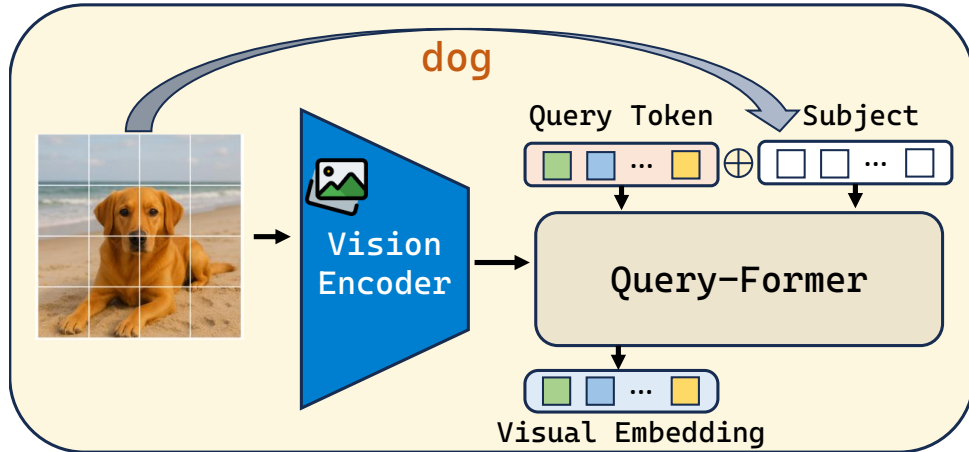 dog
Query Token
Subject
...
...
Vision
Encoder
Query-Former
...
Visual Embedding